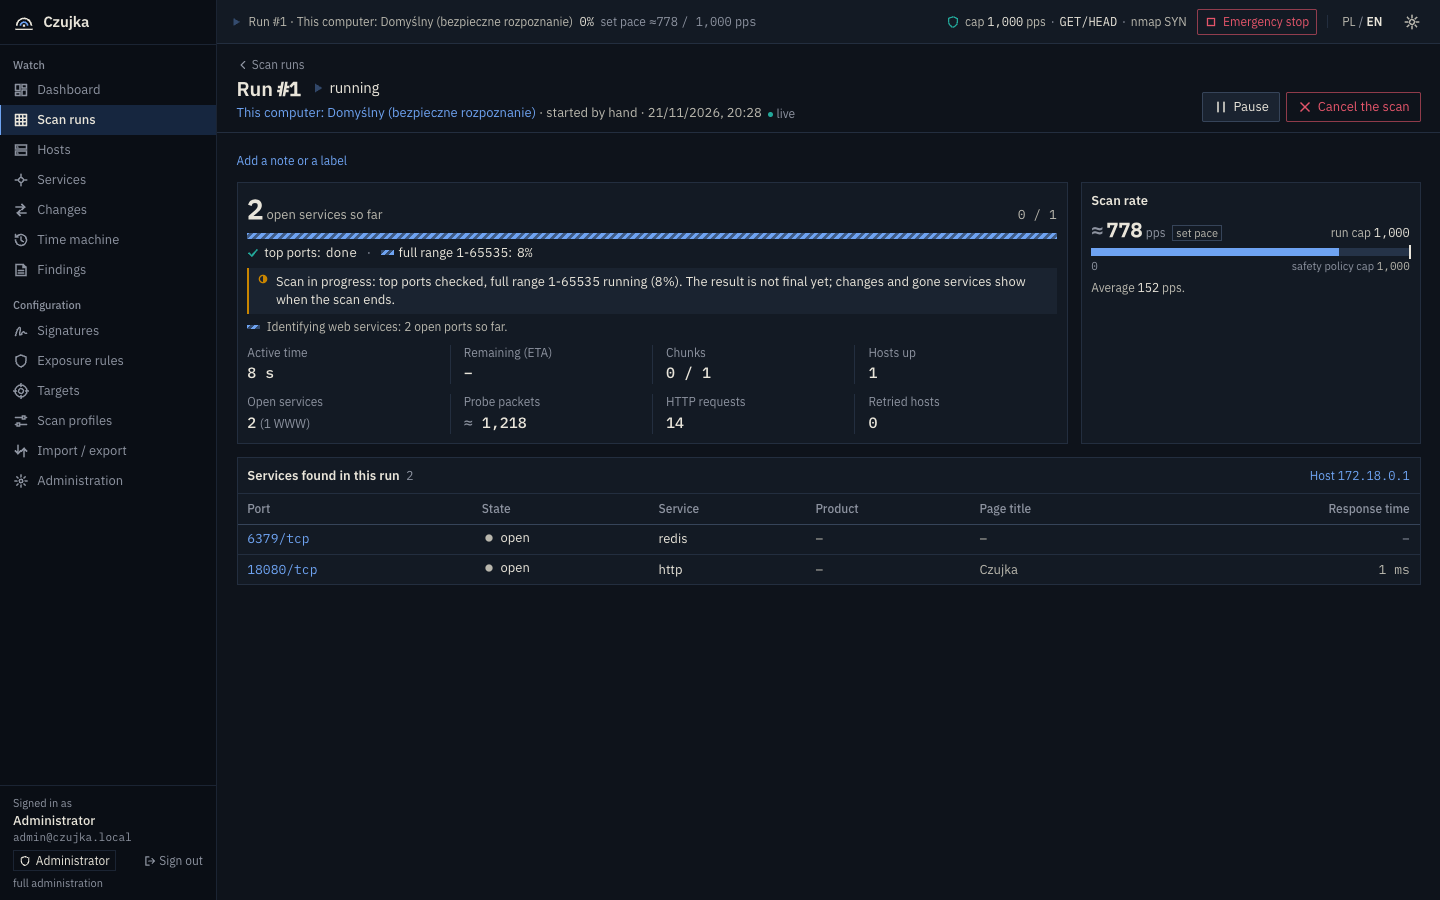 Czujka
Run #1 · This computer: Domyślny (bezpieczne rozpoznanie) 0% set pace ≈778 / 1,000 pps
cap 1,000 pps · GET/HEAD · nmap SYN
Emergency stop
PL / EN
Watch
Dashboard
Scan runs
Hosts
Services
Changes
Time machine
Findings
Configuration
Signatures
Exposure rules
Targets
Scan profiles
Import / export
Administration
Signed in as
Administrator
admin@czujka.local
Administrator
Sign out
full administration
Scan runs
Run #1 running
This computer: Domyślny (bezpieczne rozpoznanie) · started by hand · 21/11/2026, 20:28 ● live
Pause
Cancel the scan
Add a note or a label
2 open services so far
0 / 1
top ports: done · full range 1-65535: 8%
Scan in progress: top ports checked, full range 1-65535 running (8%). The result is not final yet; changes and gone services show
when the scan ends.
Identifying web services: 2 open ports so far.
Active time
8 s
Remaining (ETA)
–
Chunks
0 / 1
Hosts up
1
Open services
2 (1 WWW)
Probe packets
≈ 1,218
HTTP requests
14
Retried hosts
0
Scan rate
≈ 778 pps set pace
run cap 1,000
0
safety policy cap 1,000
Average 152 pps.
Services found in this run 2
Host 172.18.0.1
Port State Service Product Page title Response time
6379/tcp open redis – – –
18080/tcp open http – Czujka 1 ms